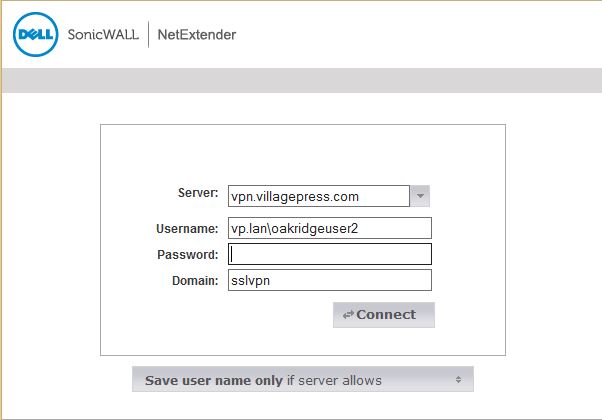 DELL SonicWALL | NetExtender
Server: vpn.villagepress.com
Username: vp.lan\oakridgeuser2
Password:
Domain: sslvpn
Connect
Save user name only if server allows